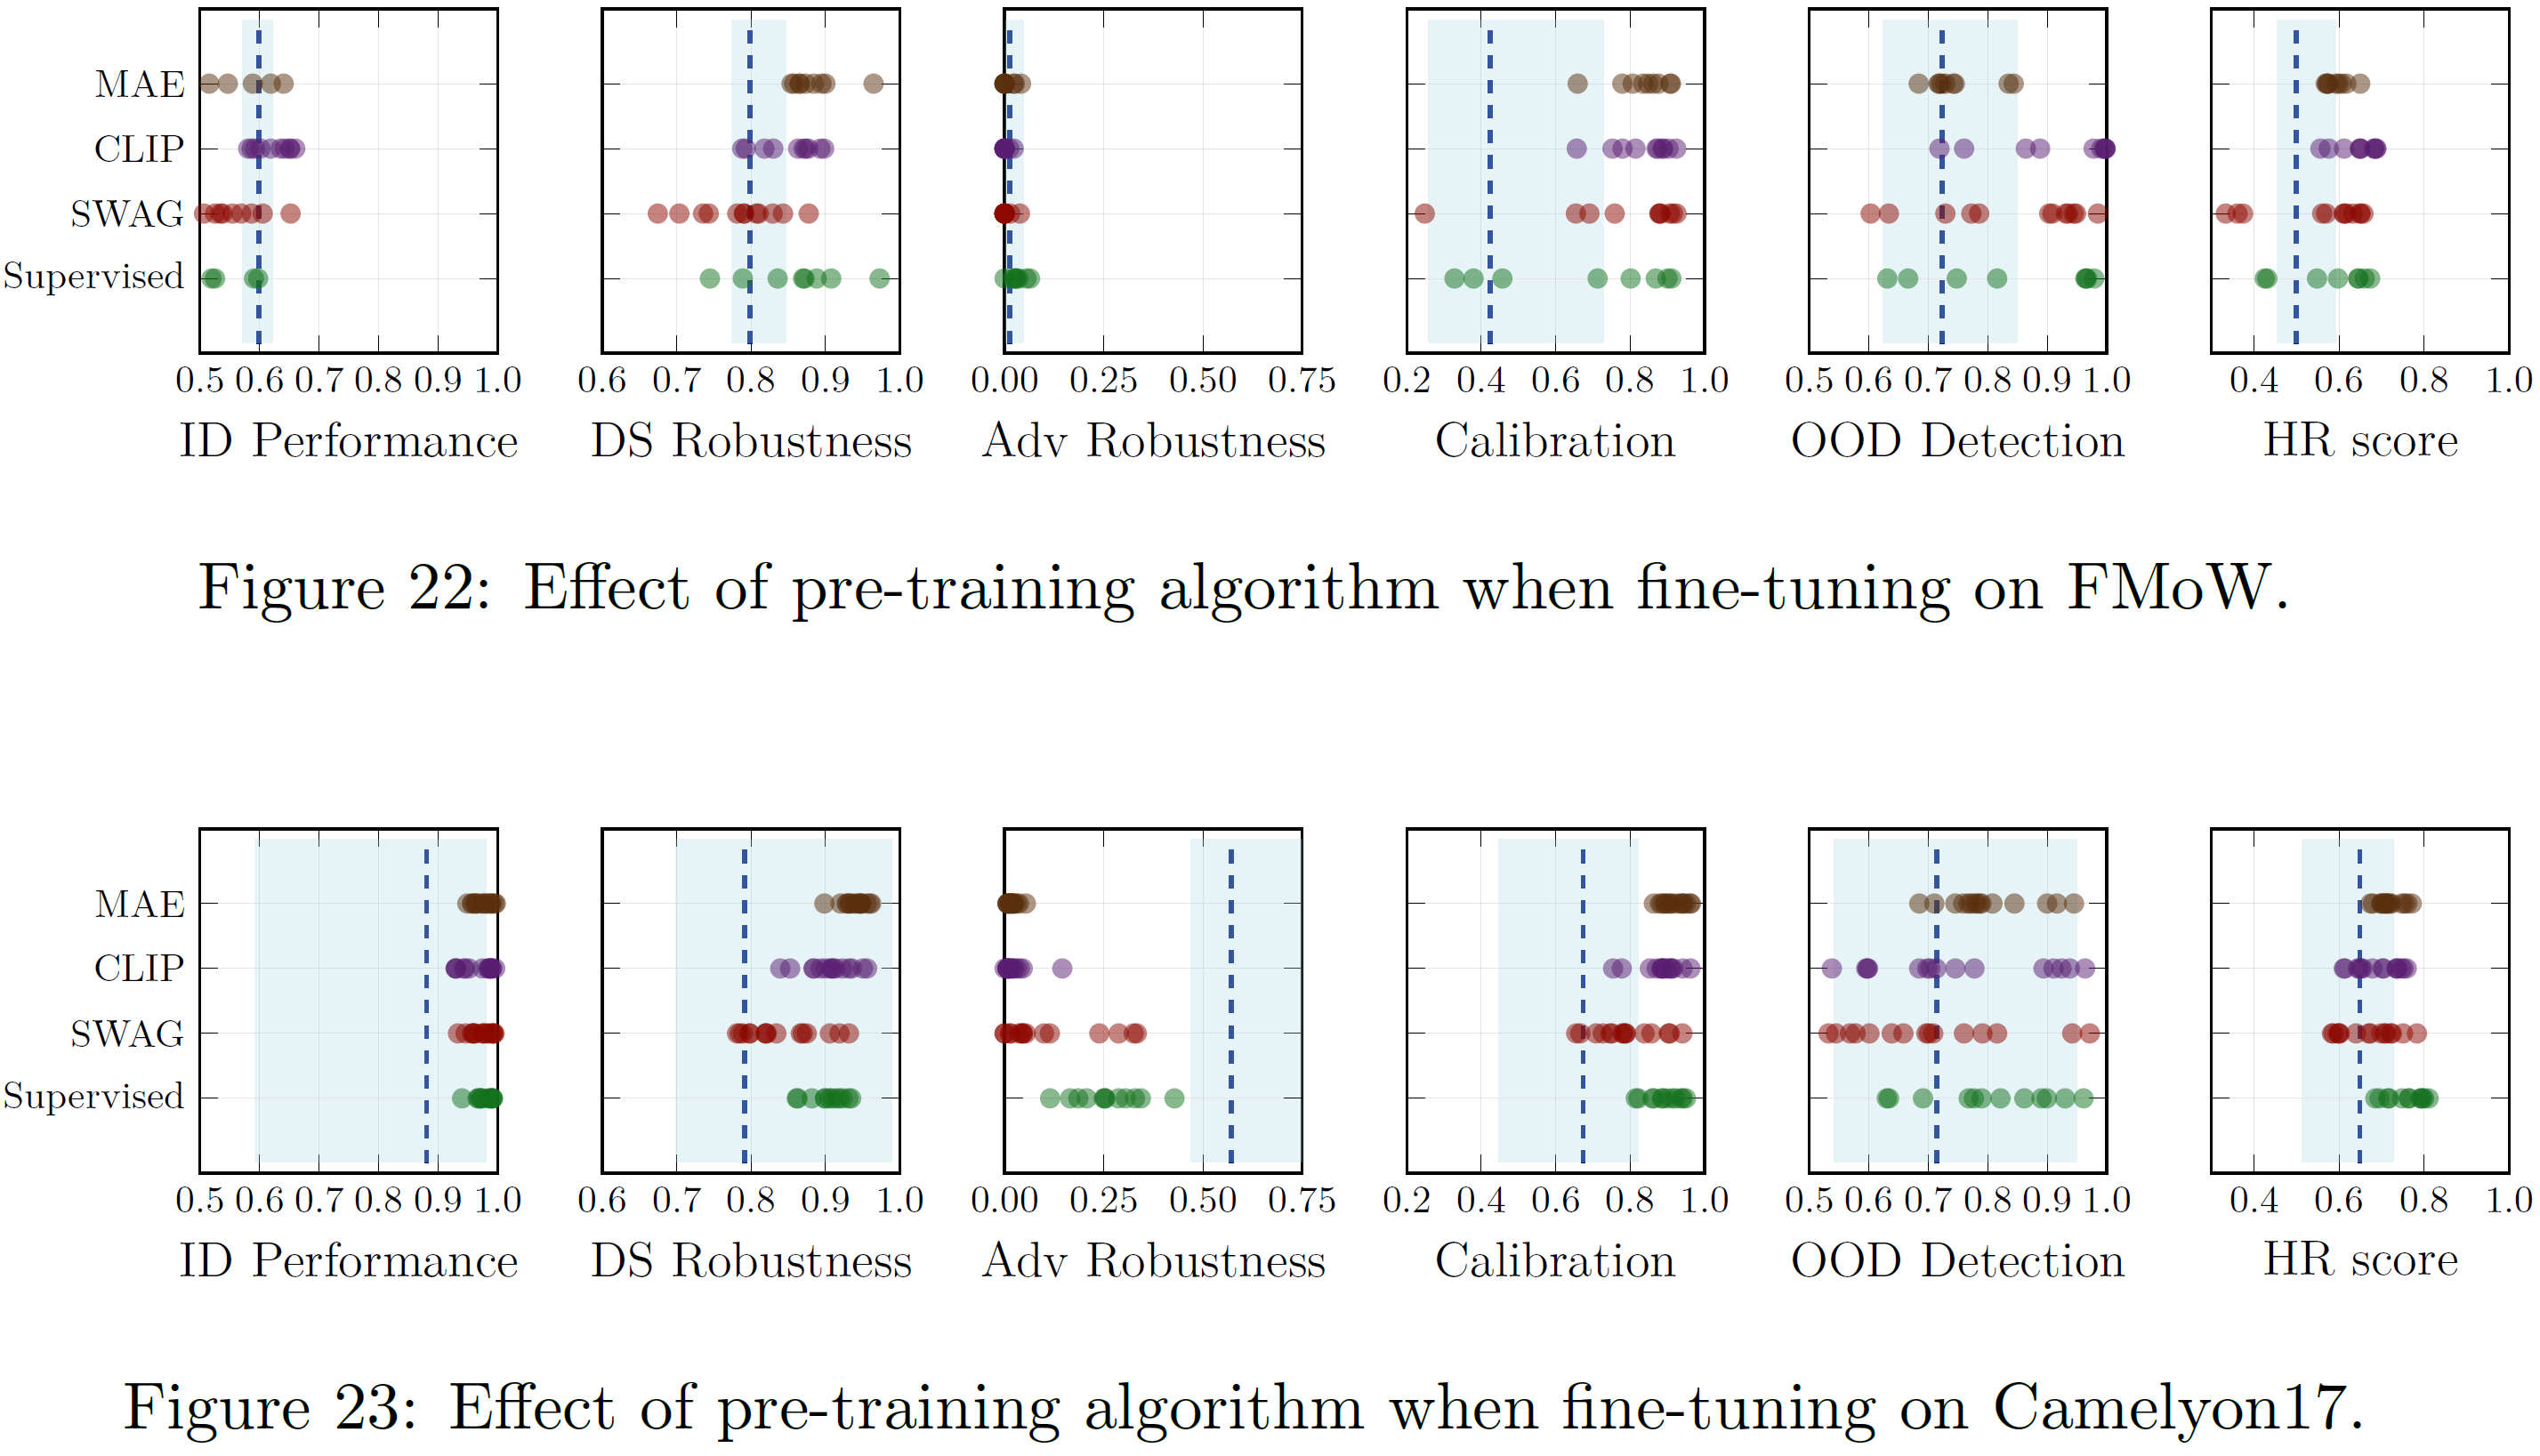 MAE
CLIP
SWAG
Supervised
0.5 0.6 0.7 0.8 0.9 1.0
0.6 0.7 0.8 0.9 1.0
0.00 0.25 0.50 0.75
0.2 0.4 0.6 0.8 1.0
0.5 0.6 0.7 0.8 0.9 1.0
0.4 0.6 0.8 1.0
ID Performance
DS Robustness
Adv Robustness
Calibration
OOD Detection
HR score
Figure 22: Effect of pre-training algorithm when fine-tuning on FMoW.
MAE
CLIP
SWAG
Supervised
0.5 0.6 0.7 0.8 0.9 1.0
0.6 0.7 0.8 0.9 1.0
0.00 0.25 0.50 0.75
0.2 0.4 0.6 0.8 1.0
0.5 0.6 0.7 0.8 0.9 1.0
0.4 0.6 0.8 1.0
ID Performance
DS Robustness
Adv Robustness
Calibration
OOD Detection
HR score
Figure 23: Effect of pre-training algorithm when fine-tuning on Camelyon17.